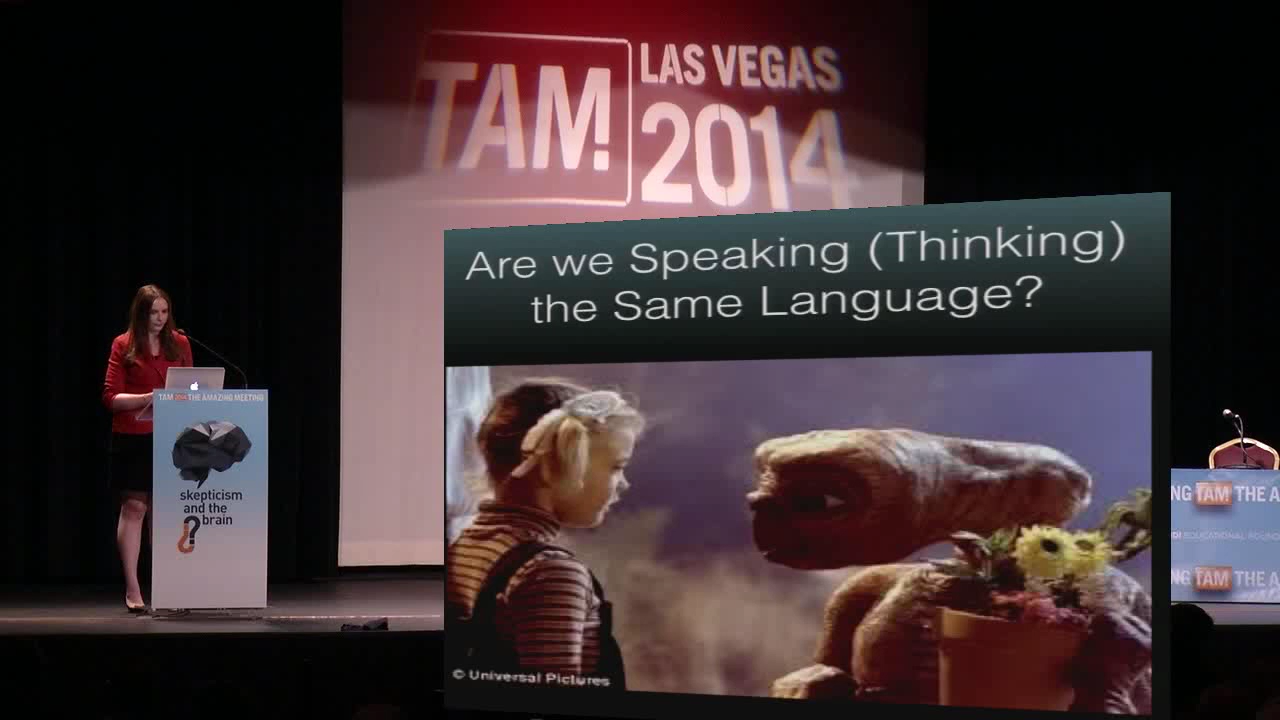 TAM!
LAS VEGAS
2014
Are we Speaking (Thinking)
the Same Language?
© Universal Pictures
TAM 2014 THE AMAZING MEETING
skepticism
and the
brain
NG TAM THE A
EDUCATIONAL
NG TAM THE A